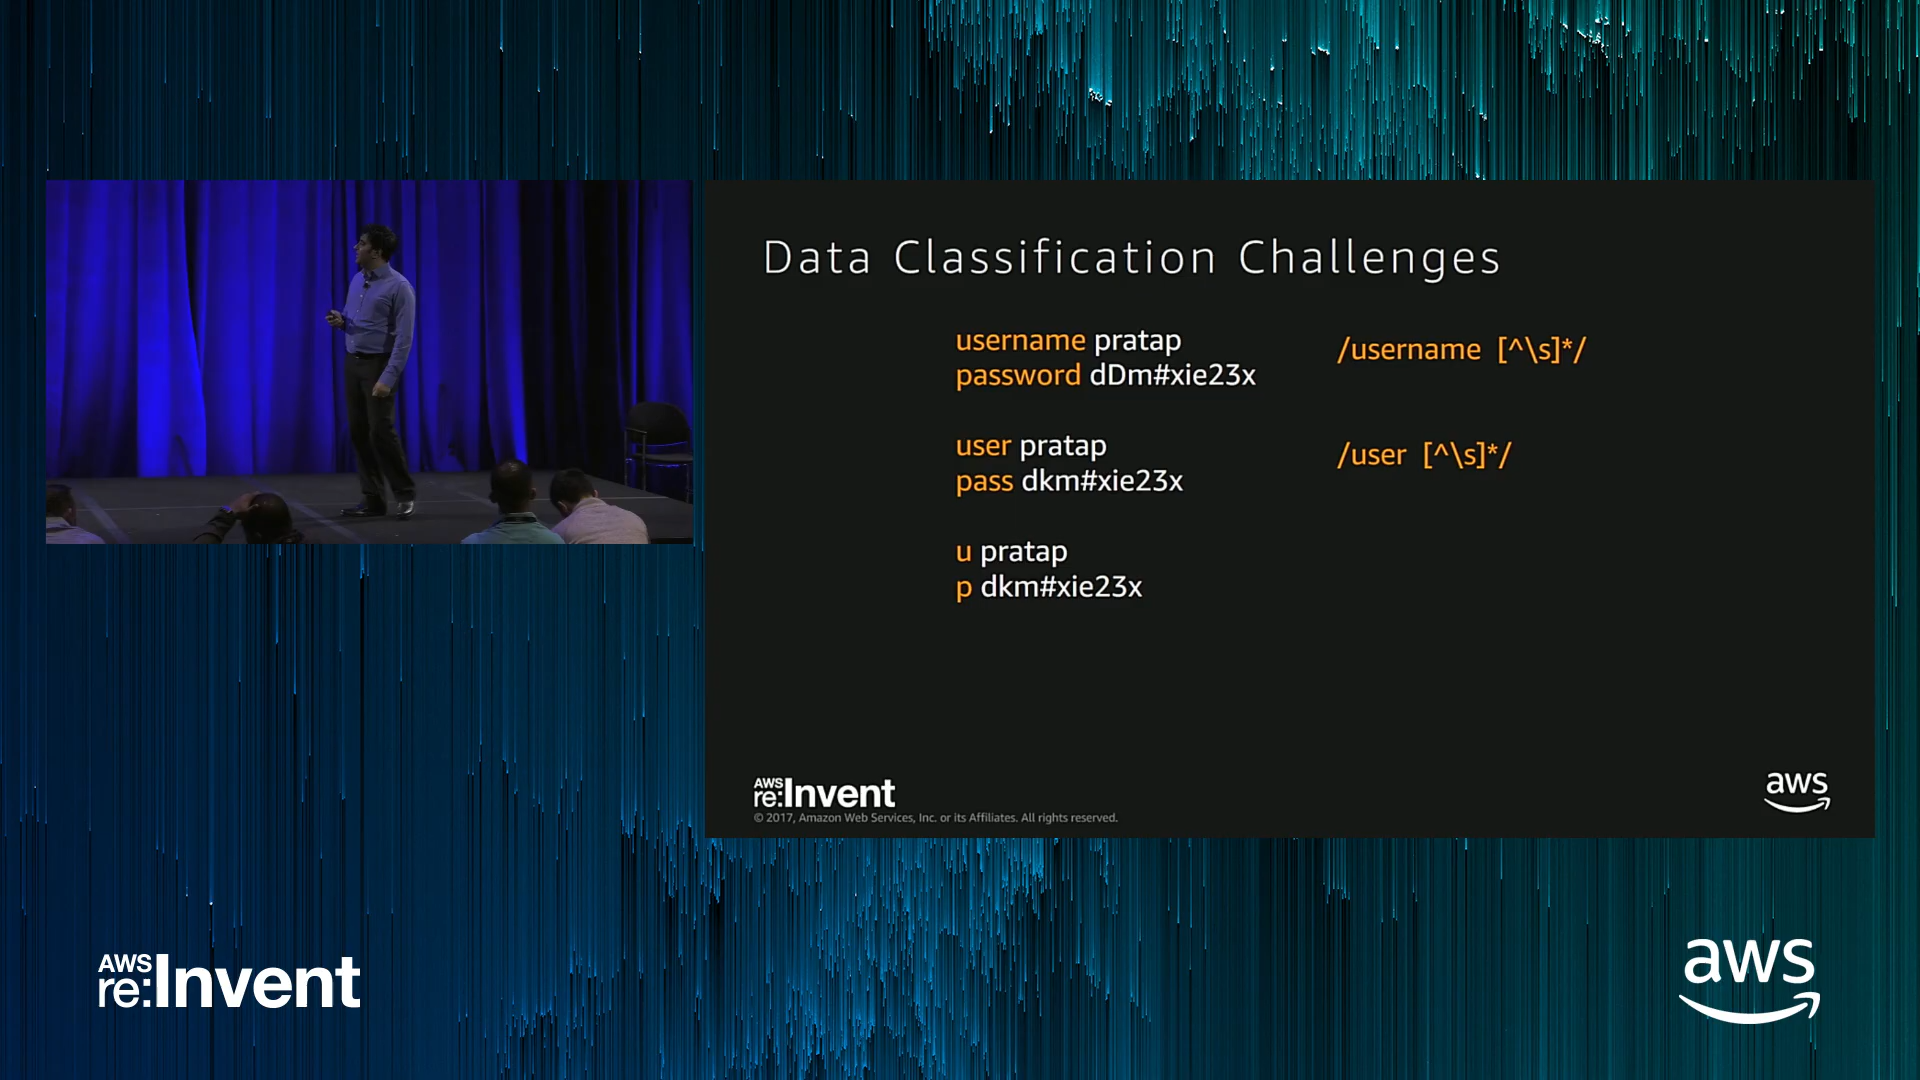 Data Classification Challenges
username pratap
password dDm#xie23x
/username [^\s]*/
user pratap
pass dkm#xie23x
/user [^\s]*/
u pratap
p dkm#xie23x
AWS
re:Invent
© 2017, Amazon Web Services, Inc. or its Affiliates. All rights reserved.
aws
AWS
re:Invent
aws